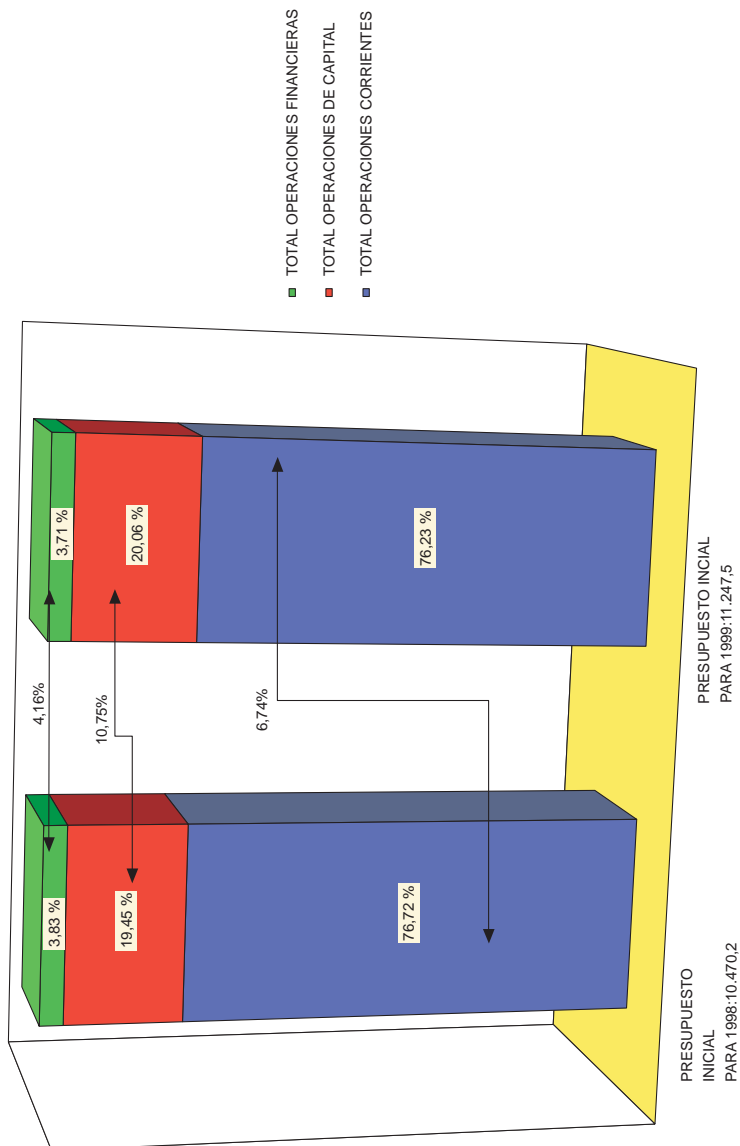 TOTAL OPERACIONES FINANCIERAS
TOTAL OPERACIONES DE CAPITAL
TOTAL OPERACIONES CORRIENTES
4,16%
10,75%
6,74%
3,83 %
19,45 %
76,72 %
3,71 %
20,06 %
76,23 %
PRESUPUESTO
INICIAL
PARA 1998:10.470,2
PRESUPUESTO INCIAL
PARA 1999:11.247,5